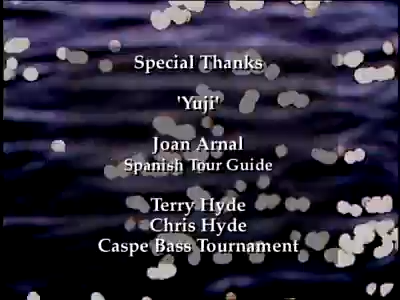 Special Thanks
'Yuji'
Joan Arnal
Spanish Tour Guide
Terry Hyde
Chris Hyde
Caspe Bass Tournament